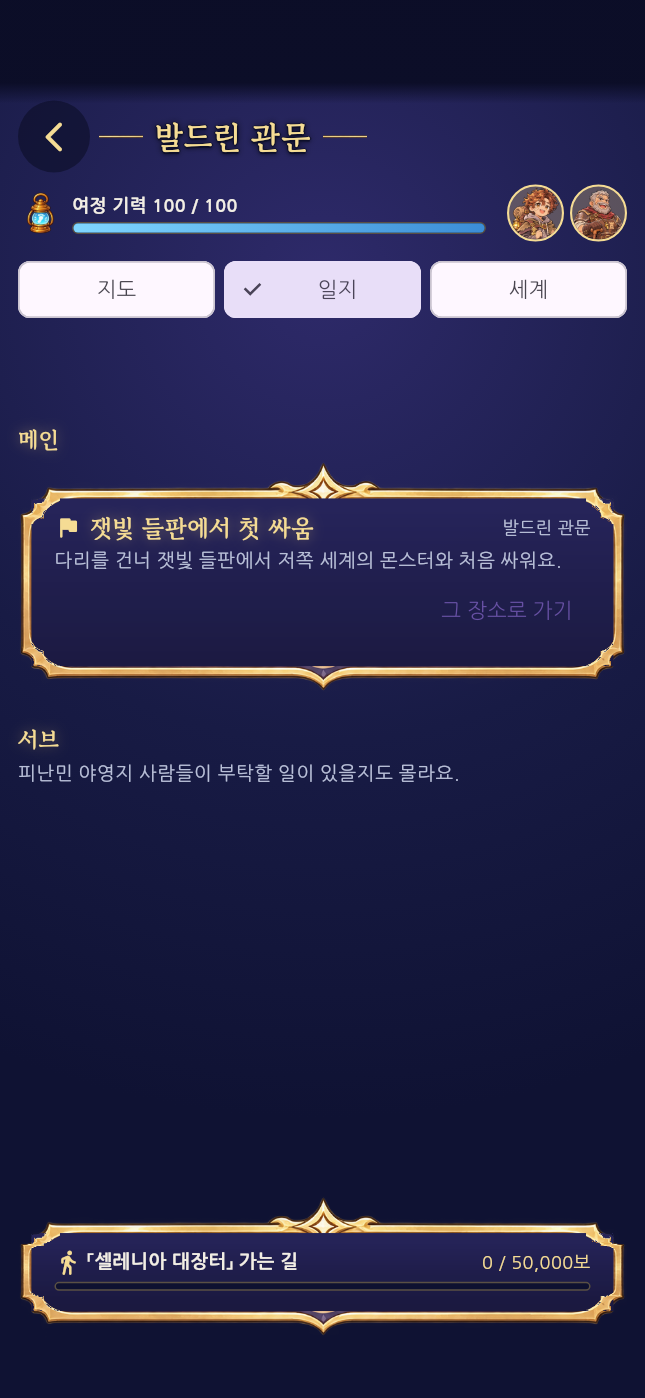 발드린 관문
여정 기력 100 / 100
지도
일지
세계
메인
잿빛 들판에서 첫 싸움
발드린 관문
다리를 건너 잿빛 들판에서 저쪽 세계의 몬스터와 처음 싸워요.
그 장소로 가기
서브
피난민 야영지 사람들이 부탁할 일이 있을지도 몰라요.
「셀레니아 대장터」 가는 길
0 / 50,000보